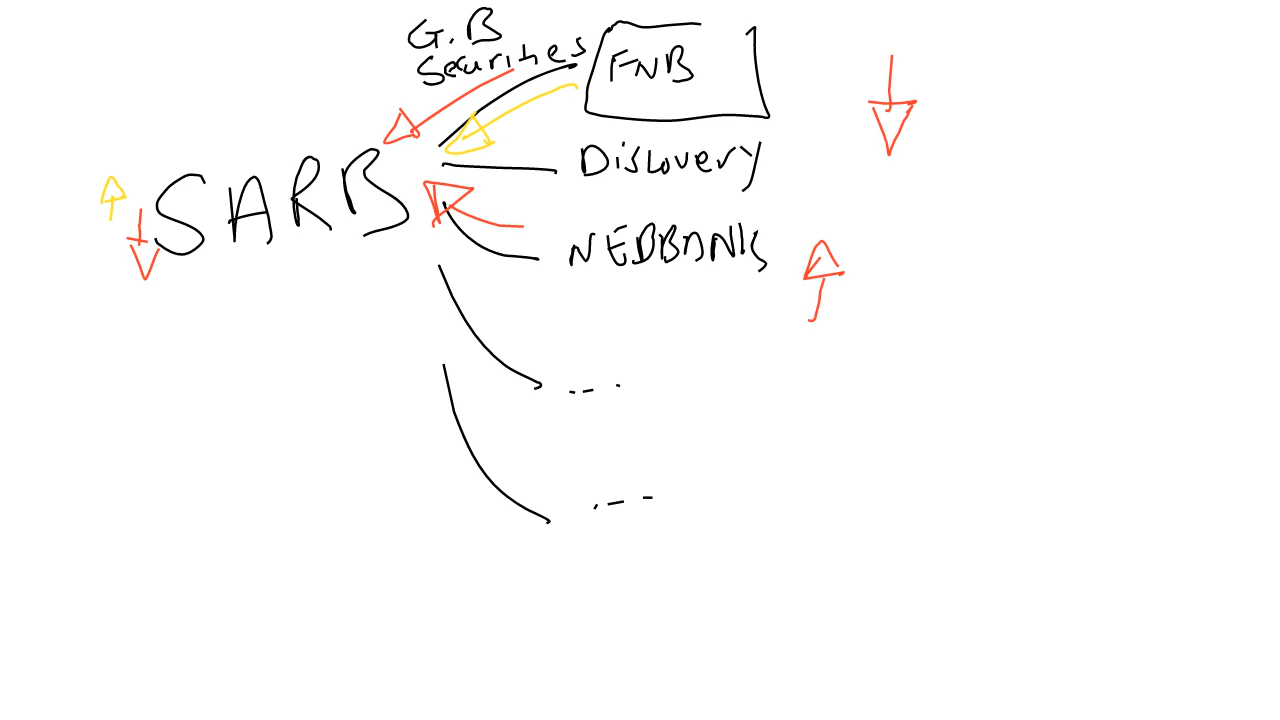 G.B
Securities
FNB
Discovery
SARB
NEDBANK
...
...